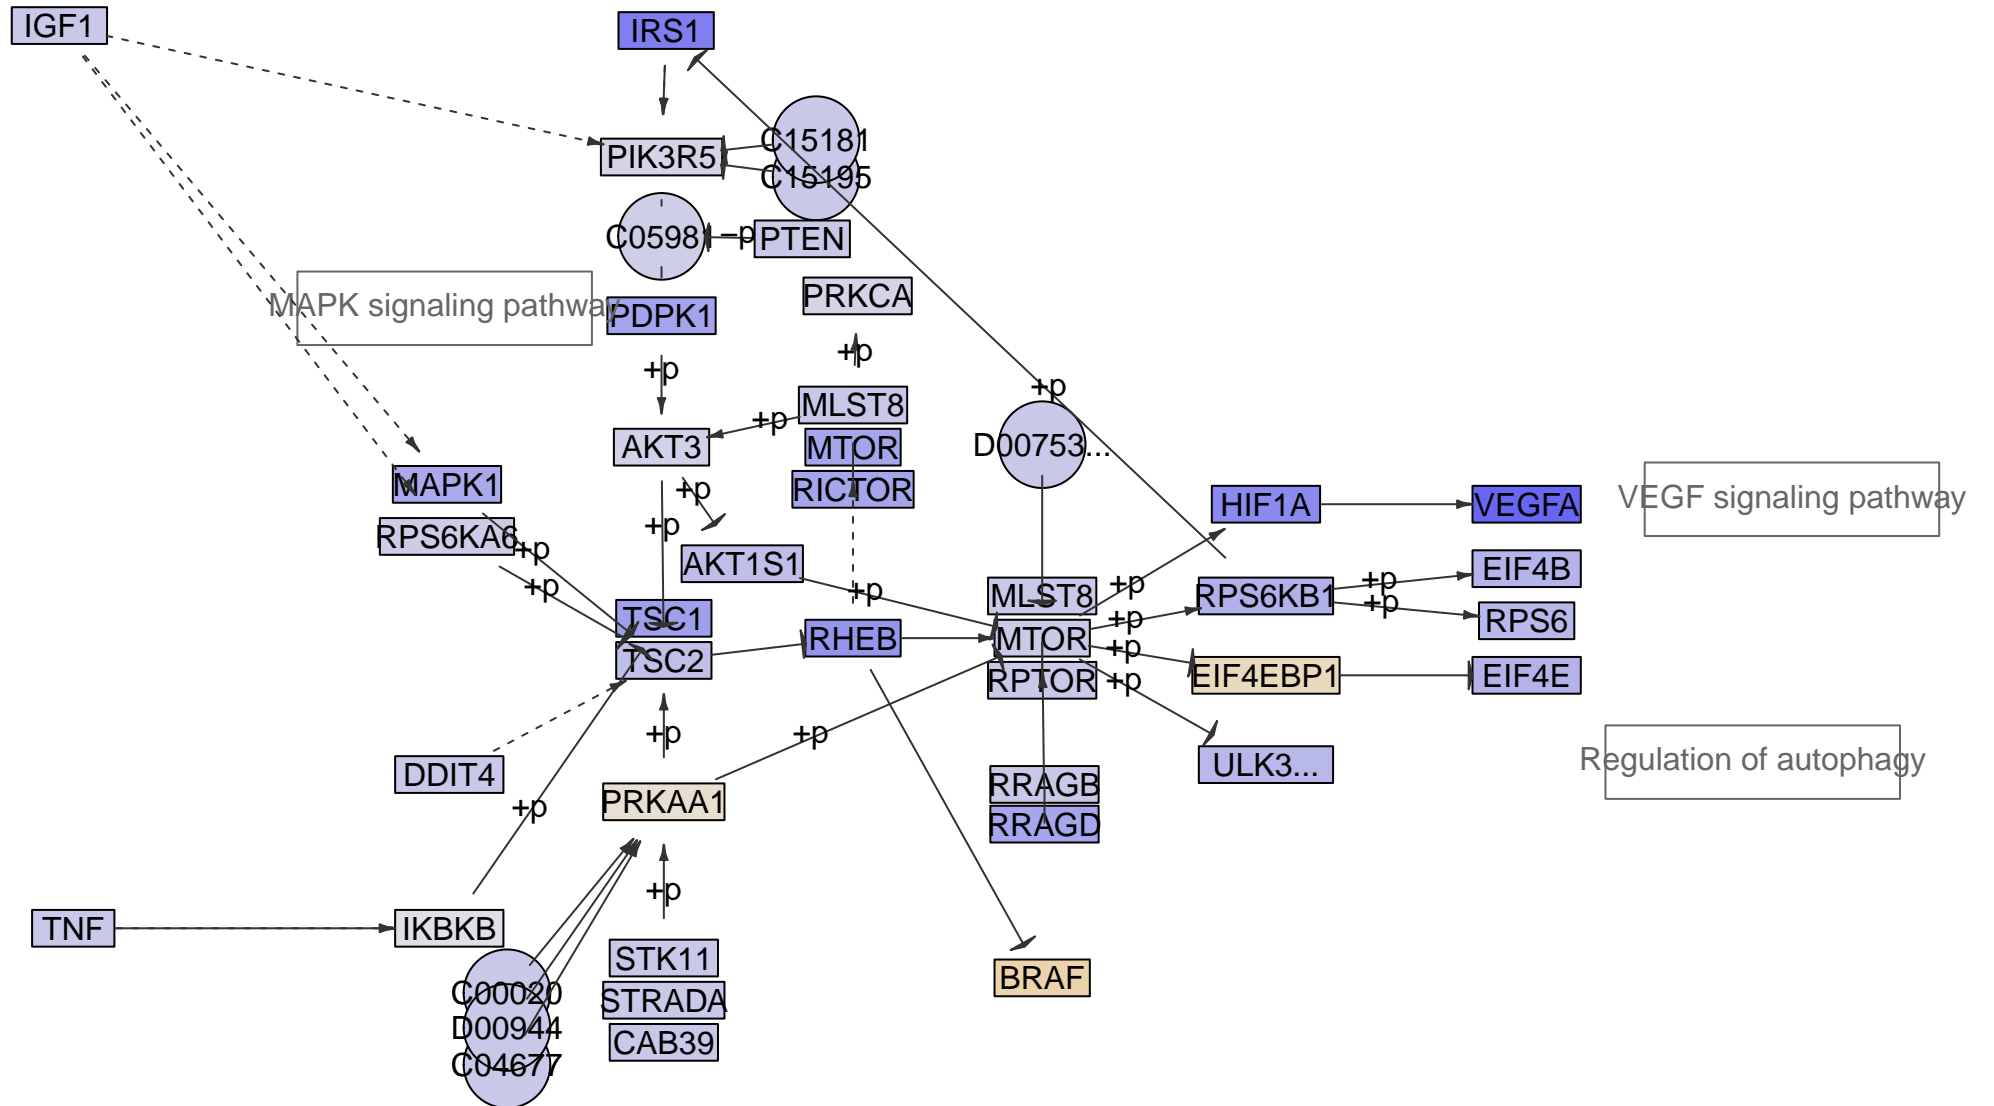 IGF1
IRS1
C15181
PIK3R5
C15195
C0598
-p
PTEN
PRKCA
MAPK signaling pathway
PDPK1
+p
+p
+p
MLST8
+p
AKT3
MTOR
D00753...
MAPK1
RICTOR
+p
HIF1A
VEGFA
VEGF signaling pathway
+p
RPS6KA6
+p
AKT1S1
EIF4B
+p
+p
+p
+p
MLST8
RPS6KB1
+p
TSC1
+p
RPS6
RHEB
MTOR
+p
TSC2
RPTOR
+p
EIF4EBP1
EIF4E
+p
+p
DDIT4
ULK3...
Regulation of autophagy
RRAGB
PRKAA1
+p
RRAGD
+p
TNF
IKBKB
STK11
BRAF
C00020
STRADA
D00944
CAB39
C04677